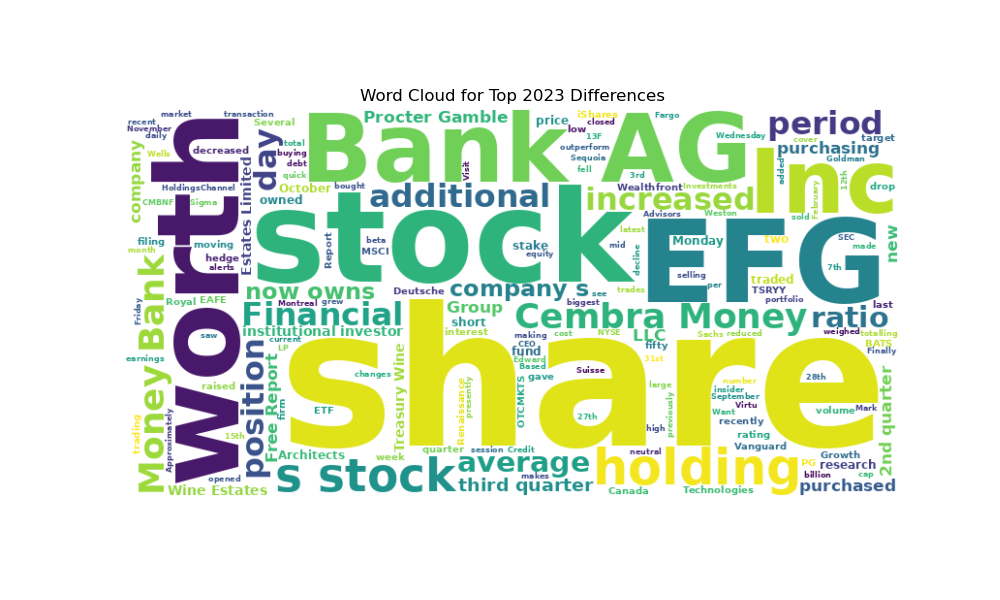 Word Cloud for Top 2023 Differences
market
transaction
recent
November
daily
Several
Procter Gamble
iShares
price
closed
Fargo
low
13F
Wednesday
period
cover
target
Bank AG
Wells
decreased
day
total
buying
debt
quick
Visit
outperform
Sequoia
fell
3rd
purchasing
Goldman
Inc
added
12th
drop
company
HoldingsChannel
CMBNF
Sigma
October
bought
owned
additional
Wealthfront
Investments
increased
sold
February
worth
Estates Limited
stock
Advisors
Weston
latest
EFG
SEC
made
new
filing
month
moving
hedge
alerts
Report
beta
MSCI
stake
equity
mid
decline
Monday
two
7th
Bank
selling
per
traded
TSRYY
portfolio
now owns
Deutsche
company s
see
trades
Royal
EAFE
Montreal
grew
Group
biggest
last
Friday
Financial
short
Cembra Money
ratio
institutional investor
interest
making
CEO
cost
NYSE
LLC
Sachs
reduced
weighed
totalling
BATS
Finally
saw
current
LP
fund
fifty
Edward
Based
gave
31st
earnings
position
share
Suisse
28th
Money
raised
changes
Treasury Wine
Renaissance
presently
OTCMKTS
large
number
insider
September
Virtu
trading
Approximately
Free Report
firm
ETF
27th
previously
Want
recently
volume
Mark
15th
high
rating
2nd quarter
Architects
week
quarter
session
Credit
neutral
Vanguard
Growth
opened
s stock
average
holding
PG
research
billion
cap
makes
Wine Estates
third quarter
Canada
Technologies
purchased